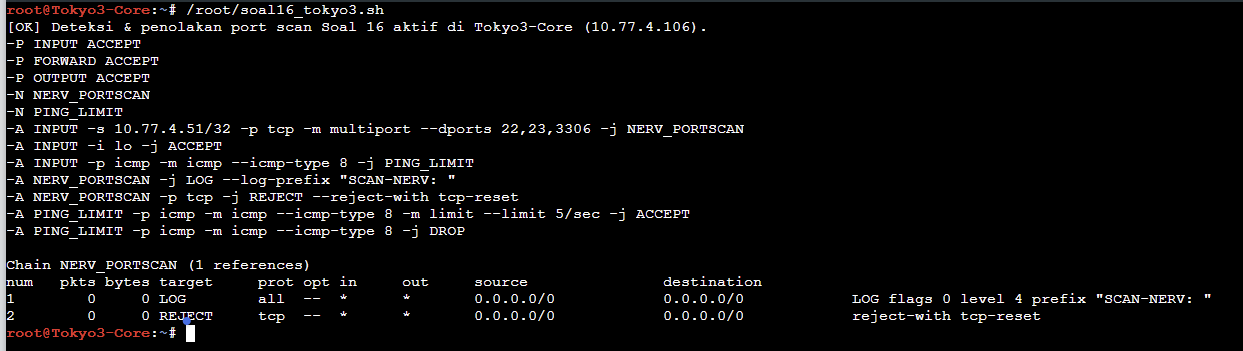 root@Tokyo3-Core:~# /root/soal16_tokyo3.sh
[OK] Deteksi & penolakan port scan Soal 16 aktif di Tokyo3-Core (10.77.4.106).
-P INPUT ACCEPT
-P FORWARD ACCEPT
-P OUTPUT ACCEPT
-N NERV_PORTSCAN
-N PING_LIMIT
-A INPUT -s 10.77.4.51/32 -p tcp -m multiport --dports 22,23,3306 -j NERV_PORTSCAN
-A INPUT -i lo -j ACCEPT
-A INPUT -p icmp -m icmp --icmp-type 8 -j PING_LIMIT
-A NERV_PORTSCAN -j LOG --log-prefix "SCAN-NERV: "
-A NERV_PORTSCAN -p tcp -j REJECT --reject-with tcp-reset
-A PING_LIMIT -p icmp -m icmp --icmp-type 8 -m limit --limit 5/sec -j ACCEPT
-A PING_LIMIT -p icmp -m icmp --icmp-type 8 -j DROP

Chain NERV_PORTSCAN (1 references)
num   pkts bytes target     prot opt in     out     source               destination
1        0     0 LOG        all  --  *      *       0.0.0.0/0            0.0.0.0/0            LOG flags 0 level 4 prefix "SCAN-NERV: "
2        0     0 REJECT     tcp  --  *      *       0.0.0.0/0            0.0.0.0/0            reject-with tcp-reset
root@Tokyo3-Core:~#